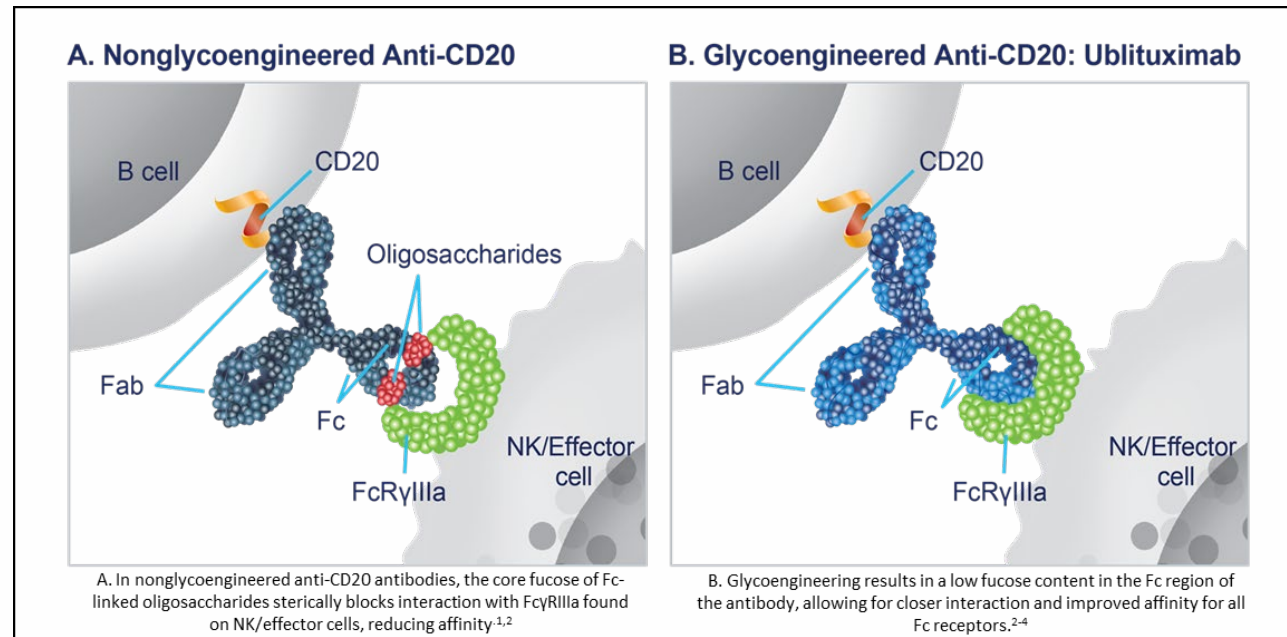 A. Nonglycoengineered Anti-CD20
B cell
CD20
Oligosaccharides
Fab
Fc
FcRγIIIa
NK/Effector
cell
A. In nonglycoengineered anti-CD20 antibodies, the core fucose of Fc-
linked oligosaccharides sterically blocks interaction with FcγRIIIa found
on NK/effector cells, reducing affinity.1,2
B. Glycoengineered Anti-CD20: Ublituximab
B cell
CD20
Fab
Fc
FcRγIIIa
NK/Effector
cell
B. Glycoengineering results in a low fucose content in the Fc region of
the antibody, allowing for closer interaction and improved affinity for all
Fc receptors.2-4